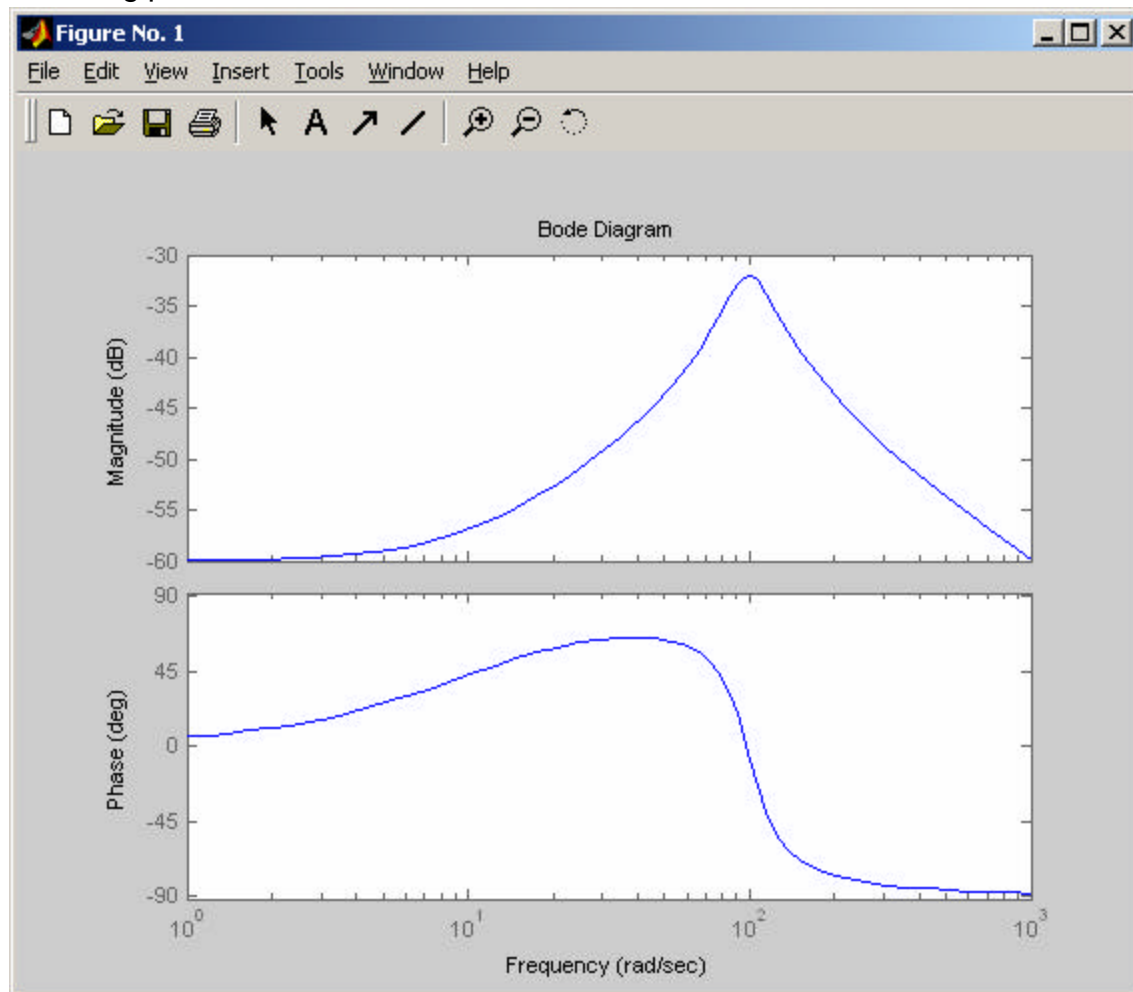 Figure No. 1
File Edit View Insert Tools Window Help
A
Bode Diagram
-30
-35
-40
-45
-50
-55
-60
Magnitude (dB)
90
45
0
-45
-90
Phase (deg)
10^0 10^1 10^2 10^3
Frequency (rad/sec)